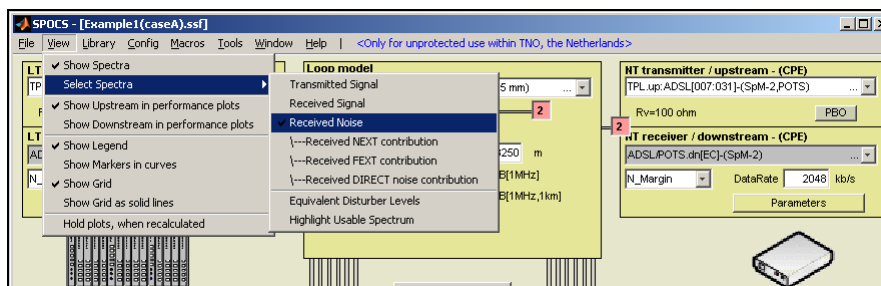 SPOCS - [Example1(caseA).ssf]
File View Library Config Macros Tools Window Help | <Only for unprotected use within TNO, the Netherlands>
Show Spectra
Select Spectra
Show Upstream in performance plots
Show Downstream in performance plots
Show Legend
Show Markers in curves
Show Grid
Show Grid as solid lines
Hold plots, when recalculated
Transmitted Signal
Received Signal
Received Noise
\---Received NEXT contribution
\---Received FEXT contribution
\---Received DIRECT noise contribution
Equivalent Disturber Levels
Highlight Usable Spectrum
LT
TP
LT
AD
N_
Loop model
5 mm) ...
2
250 m
B[1MHz]
B[1MHz,1km]
2
NT transmitter / upstream - (CPE)
TPL.up:ADSL[007:031]-(SpM-2,POTS) ...
Rv=100 ohm PBO
NT receiver / downstream - (CPE)
ADSL/POTS.dn[EC]-(SpM-2) ...
N_Margin DataRate 2048 kb/s
Parameters